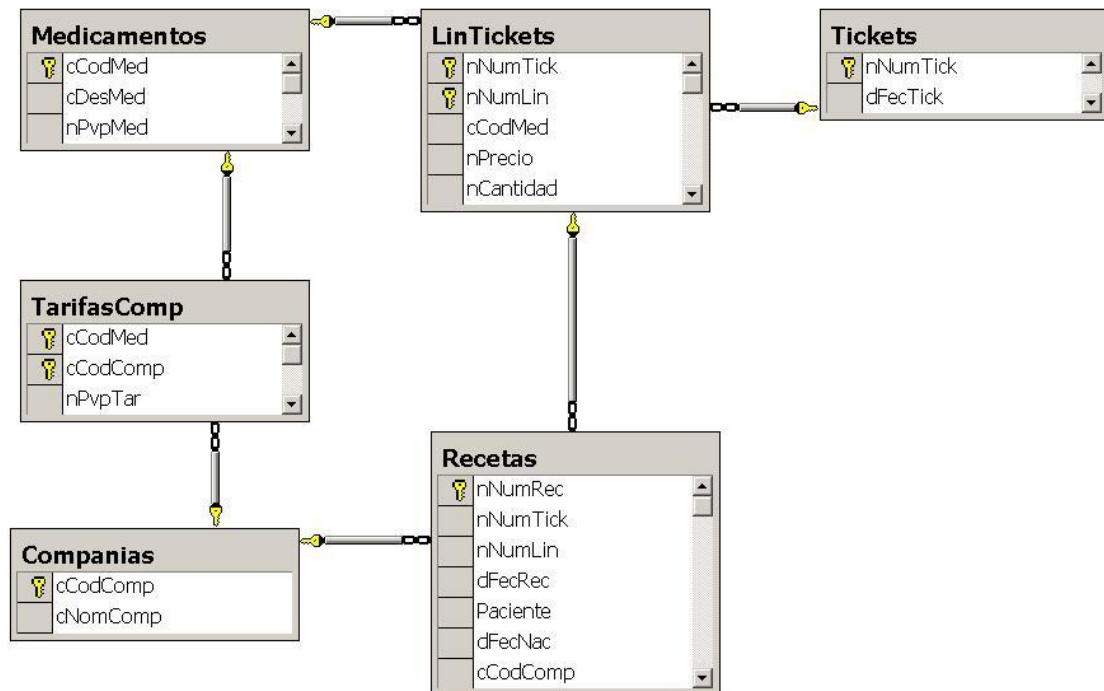 Medicamentos
cCodMed
cDesMed
nPvpMed
LinTickets
nNumTick
nNumLin
cCodMed
nPrecio
nCantidad
Tickets
nNumTick
dFecTick
TarifasComp
cCodMed
cCodComp
nPvpTar
Companias
cCodComp
cNomComp
Recetas
nNumRec
nNumTick
nNumLin
dFecRec
Paciente
dFecNac
cCodComp